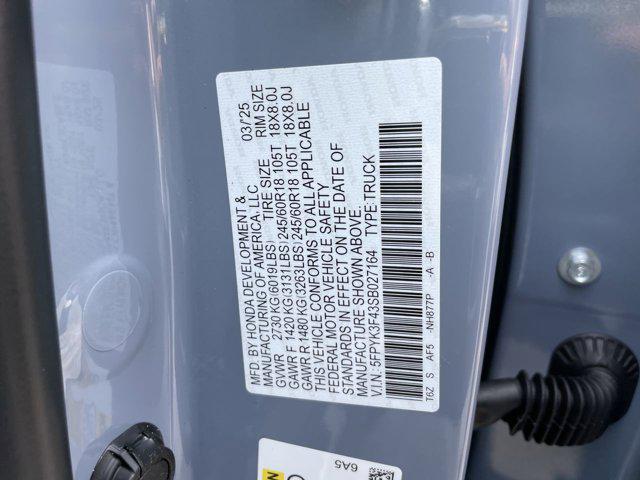 MFD. BY HONDA DEVELOPMENT & 03/'25
MANUFACTURING OF AMERICA, LLC RIM SIZE
GVWR 2730 KG(6019LBS) TIRE SIZE
GAWR F 1420 KG(3131LBS)245/60R18 105T 18X8.0J
GAWR R 1480 KG(3263LBS)245/60R18 105T 18X8.0J
THIS VEHICLE CONFORMS TO ALL APPLICABLE
FEDERAL MOTOR VEHICLE SAFETY
STANDARDS IN EFFECT ON THE DATE OF
MANUFACTURE SHOWN ABOVE.
V.I.N: 5FPYK3F43SB027164 TYPE:TRUCK
T6Z S AF5 -NH877P -A -B
6A5